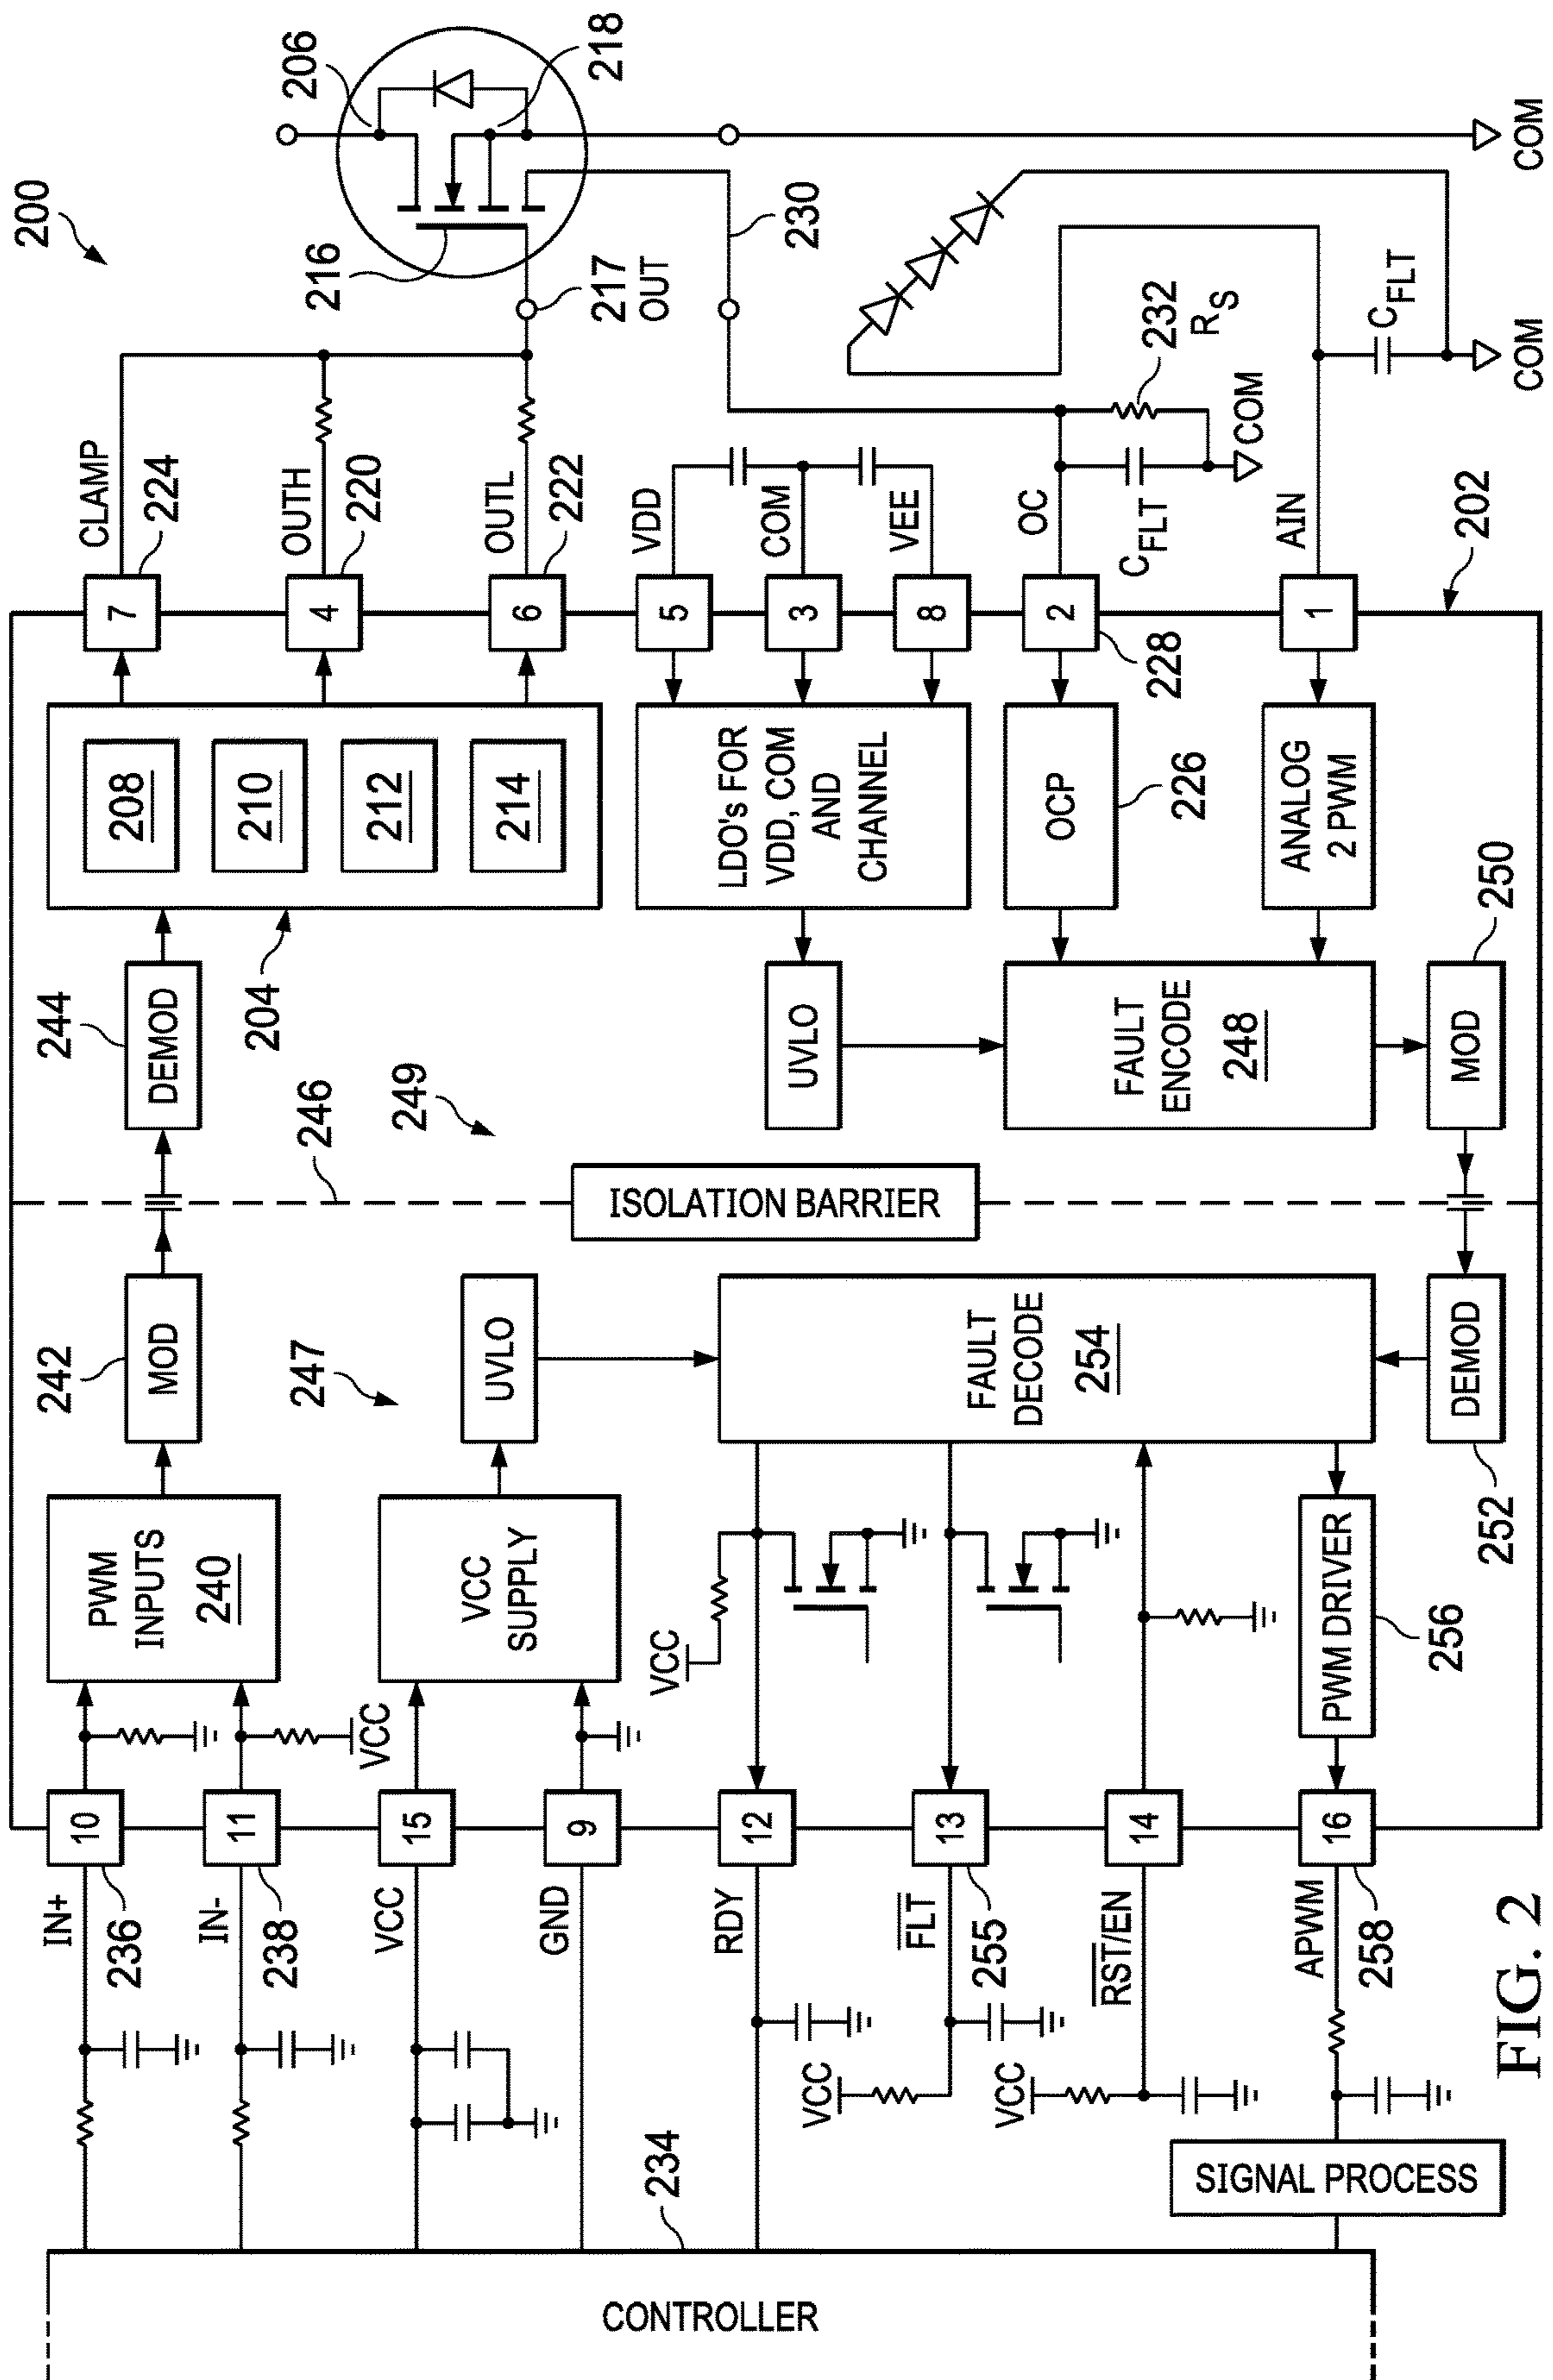 200
CONTROLLER
234
IN+
236
10
IN-
238
11
VCC
15
GND
9
RDY
12
FLT
255
13
RST/EN
14
APWM
258
16
VCC
VCC
SIGNAL PROCESS
PWM
INPUTS
240
VCC
VCC
SUPPLY
VCC
PWM DRIVER
256
242
MOD
247
UVLO
FAULT
DECODE
254
DEMOD
252
246
ISOLATION BARRIER
249
244
DEMOD
204
208
210
212
214
LDO's FOR
VDD, COM
AND
CHANNEL
UVLO
OCP
226
ANALOG
2 PWM
FAULT
ENCODE
248
MOD
250
7
CLAMP
224
4
OUTH
220
6
OUTL
222
5
VDD
3
COM
8
VEE
2
OC
228
1
AIN
202
CFLT
COM
232
RS
CFLT
COM
COM
206
218
216
217
OUT
230
FIG. 2